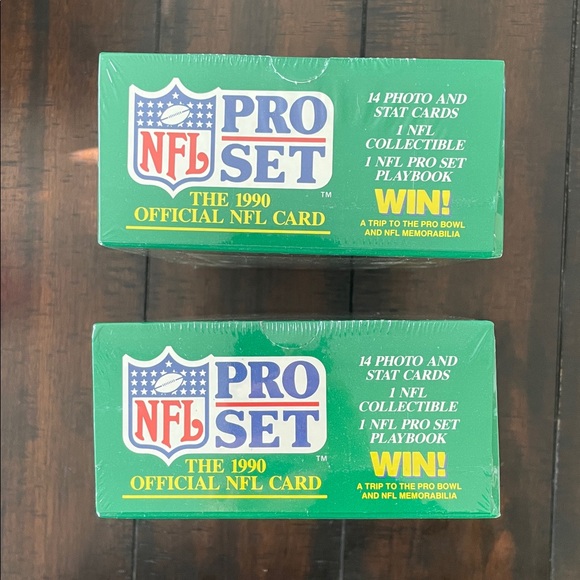 NFL
PRO
SET
™
THE 1990
OFFICIAL NFL CARD
14 PHOTO AND
STAT CARDS
1 NFL
COLLECTIBLE
1 NFL PRO SET
PLAYBOOK
WIN!
A TRIP TO THE PRO BOWL
AND NFL MEMORABILIA
NFL
PRO
SET
™
THE 1990
OFFICIAL NFL CARD
14 PHOTO AND
STAT CARDS
1 NFL
COLLECTIBLE
1 NFL PRO SET
PLAYBOOK
WIN!
A TRIP TO THE PRO BOWL
AND NFL MEMORABILIA